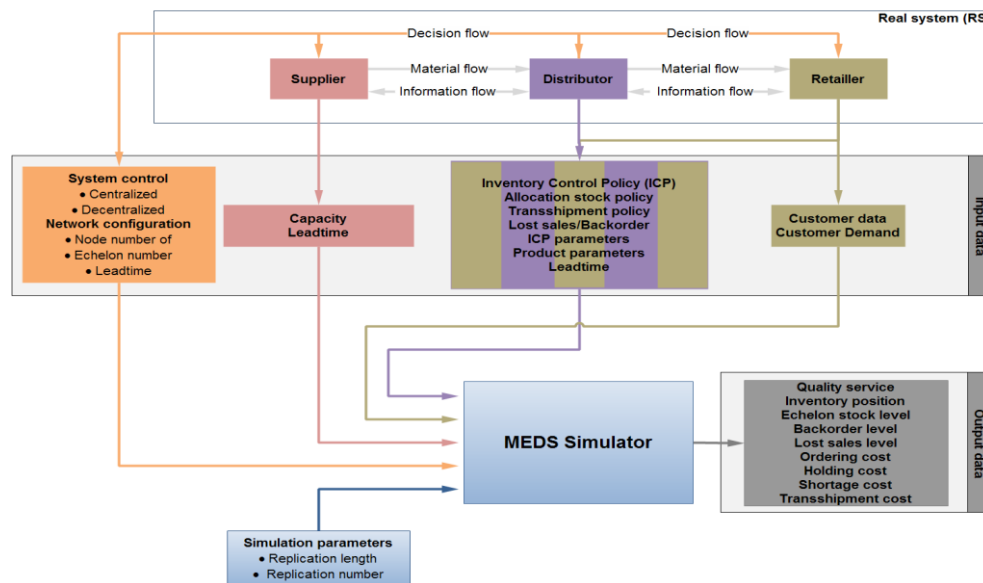 Real system (RS
Decision flow
Decision flow
Supplier
Material flow
Information flow
Distributor
Material flow
Information flow
Retailler
System control
● Centralized
● Decentralized
Network configuration
● Node number of
● Echelon number
● Leadtime
Capacity
Leadtime
Inventory Control Policy (ICP)
Allocation stock policy
Transshipment policy
Lost sales/Backorder
ICP parameters
Product parameters
Leadtime
Customer data
Customer Demand
Input data
MEDS Simulator
Quality service
Inventory position
Echelon stock level
Backorder level
Lost sales level
Ordering cost
Holding cost
Shortage cost
Transshipment cost
Output data
Simulation parameters
● Replication length
● Replication number